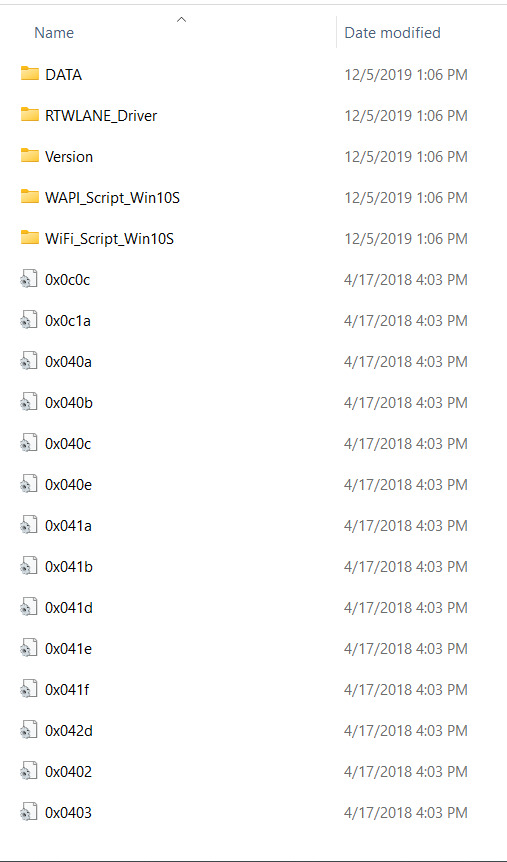 Name Date modified
DATA 12/5/2019 1:06 PM
RTWLANE_Driver 12/5/2019 1:06 PM
Version 12/5/2019 1:06 PM
WAPI_Script_Win10S 12/5/2019 1:06 PM
WiFi_Script_Win10S 12/5/2019 1:06 PM
0x0c0c 4/17/2018 4:03 PM
0x0c1a 4/17/2018 4:03 PM
0x040a 4/17/2018 4:03 PM
0x040b 4/17/2018 4:03 PM
0x040c 4/17/2018 4:03 PM
0x040e 4/17/2018 4:03 PM
0x041a 4/17/2018 4:03 PM
0x041b 4/17/2018 4:03 PM
0x041d 4/17/2018 4:03 PM
0x041e 4/17/2018 4:03 PM
0x041f 4/17/2018 4:03 PM
0x042d 4/17/2018 4:03 PM
0x0402 4/17/2018 4:03 PM
0x0403 4/17/2018 4:03 PM